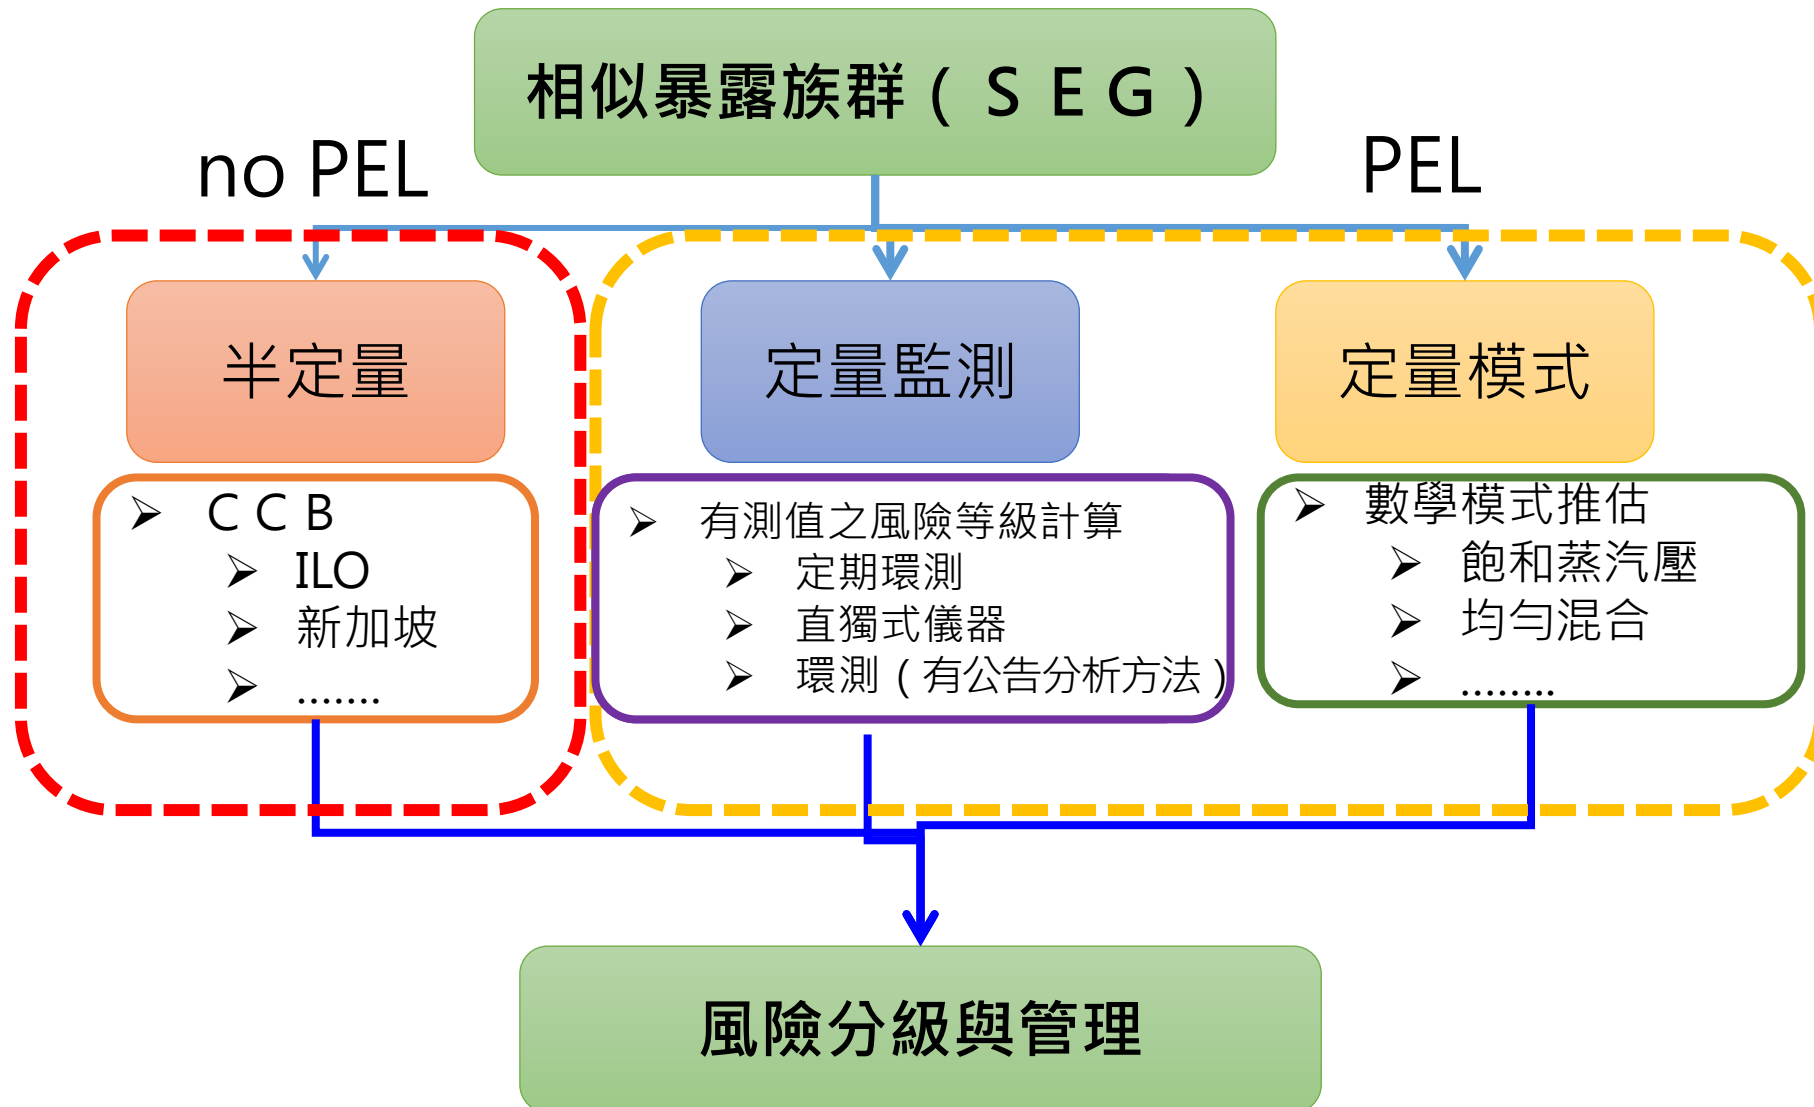 相似暴露族群（ＳＥＧ）
no PEL
PEL
半定量
定量監測
定量模式
ＣＣＢ
ILO
新加坡
.......
有測值之風險等級計算
定期環測
直獨式儀器
環測（有公告分析方法）
數學模式推估
飽和蒸汽壓
均勻混合
........
風險分級與管理